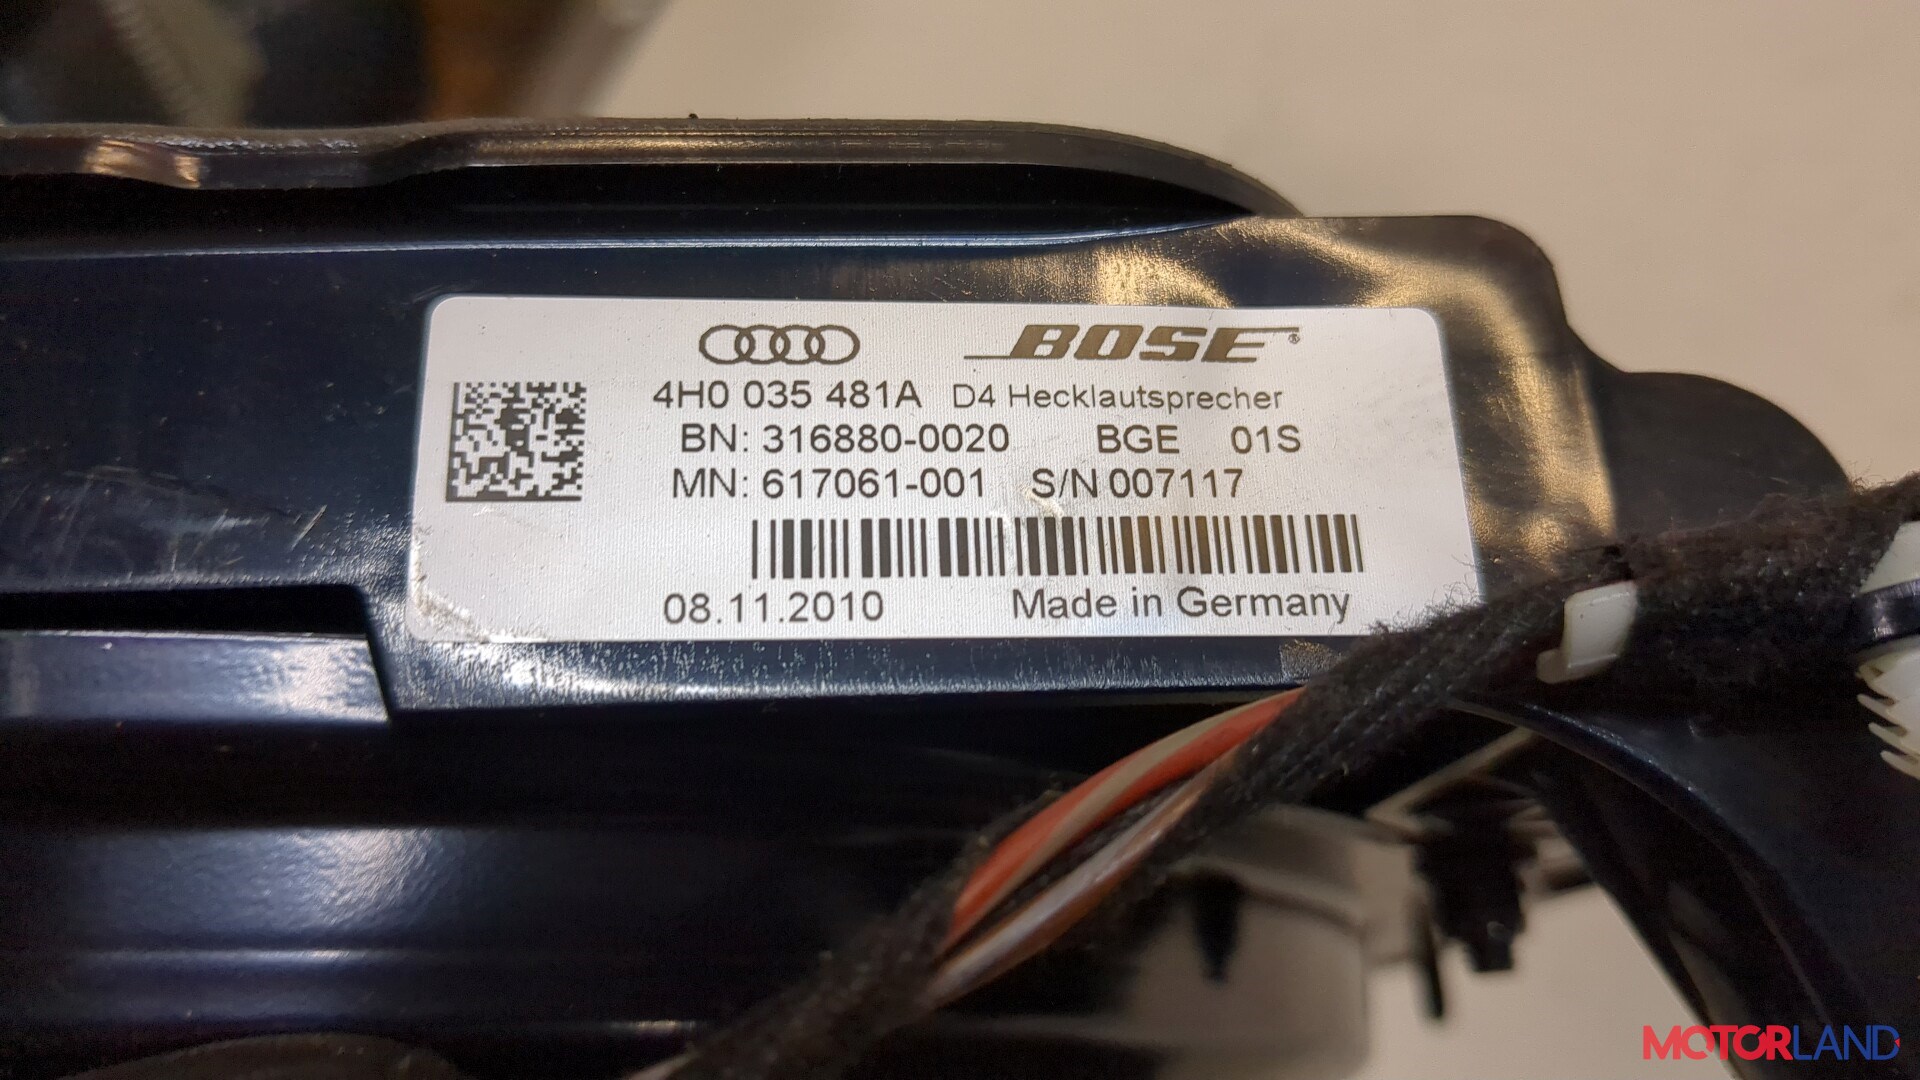 BOSE®
4H0 035 481A D4 Hecklautsprecher
BN: 316880-0020 BGE 01S
MN: 617061-001 S/N 007117
08.11.2010 Made in Germany
MOTORLAND